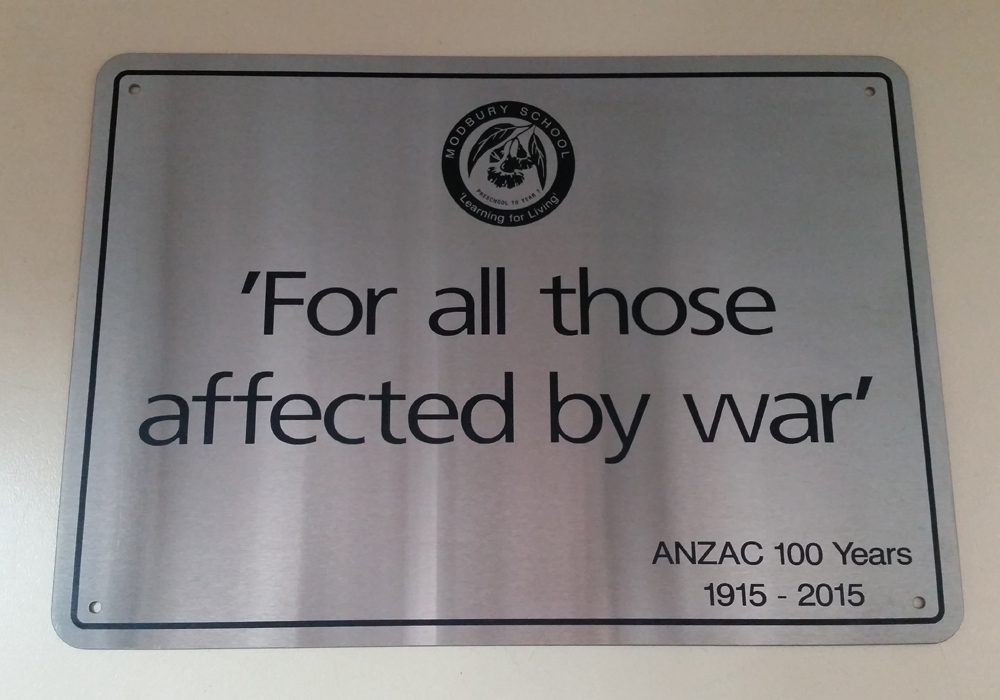 MODBURY SCHOOL
PRESCHOOL TO YEAR 7
'Learning for Living'
'For all those
affected by war'
ANZAC 100 Years
1915 - 2015